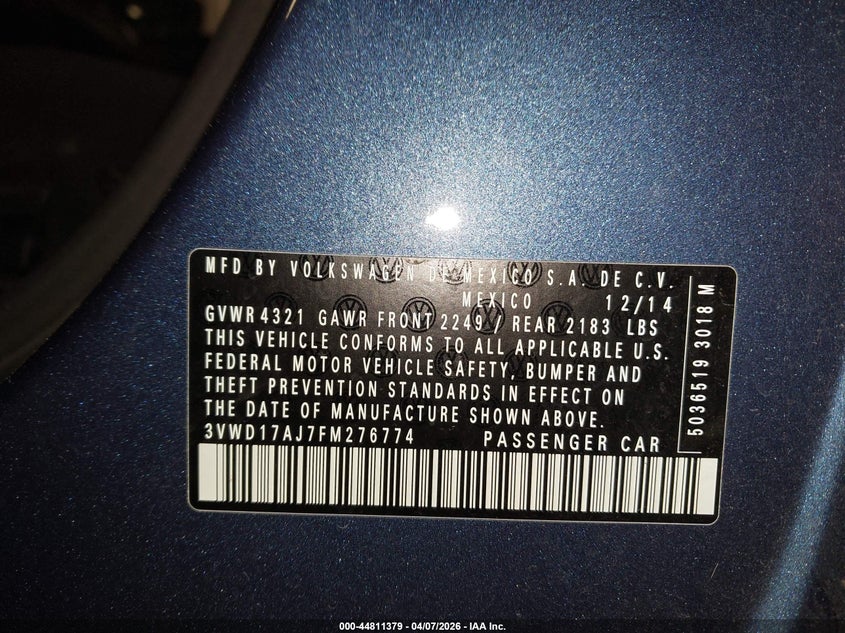 MFD BY VOLKSWAGEN DE MEXICO S.A. DE C.V.
MEXICO 12/14
GVWR 4321 GAWR FRONT 2249 / REAR 2183 LBS
THIS VEHICLE CONFORMS TO ALL APPLICABLE U.S.
FEDERAL MOTOR VEHICLE SAFETY, BUMPER AND
THEFT PREVENTION STANDARDS IN EFFECT ON
THE DATE OF MANUFACTURE SHOWN ABOVE.
3VWD17AJ7FM276774 PASSENGER CAR
5036519 3018 M
000-44811379 - 04/07/2026 - IAA Inc.